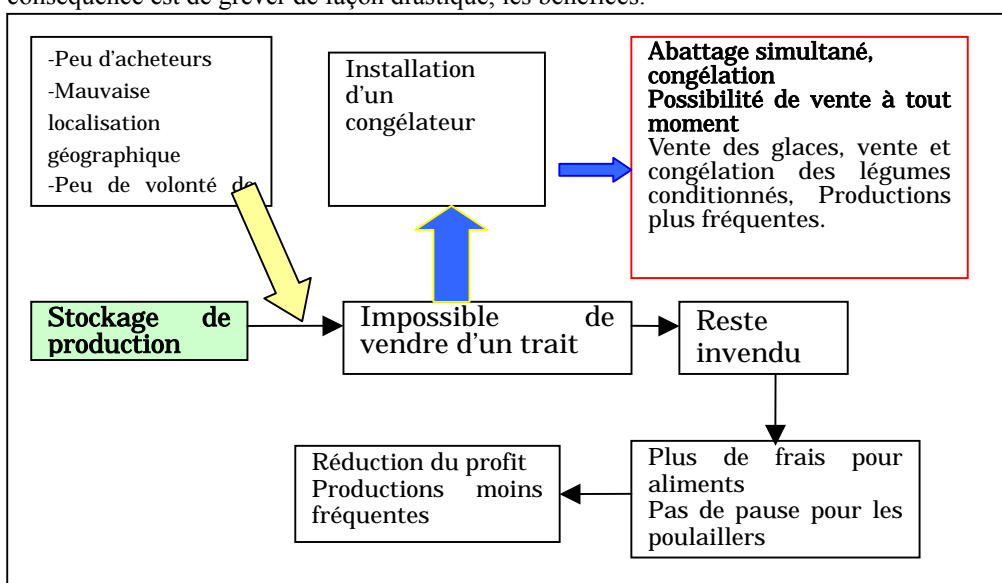 conséquence est de grever de façon drastique, les bénéfices.
-Peu d'acheteurs
-Mauvaise
localisation
géographique
-Peu de volonté de
Installation
d'un
congélateur
Abattage simultané,
congélation
Possibilité de vente à tout
moment
Vente des glaces, vente et
congélation des légumes
conditionnés, Productions
plus fréquentes.
Stockage de
production
Impossible de
vendre d'un trait
Reste
invendu
Réduction du profit
Productions moins
fréquentes
Plus de frais pour
aliments
Pas de pause pour les
poulaillers